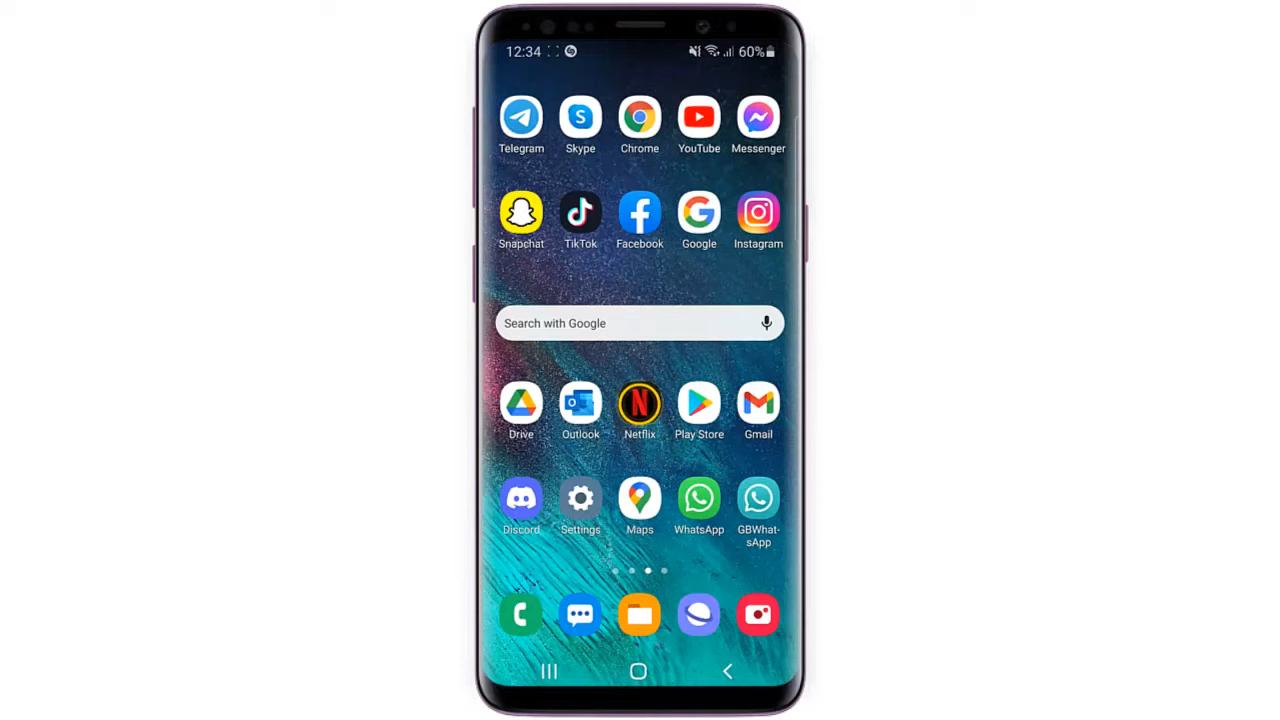 12:34 60%
Telegram Skype Chrome YouTube Messenger
Snapchat TikTok Facebook Google Instagram
Search with Google
Drive Outlook Netflix Play Store Gmail
Discord Settings Maps WhatsApp GBWhat-
sApp